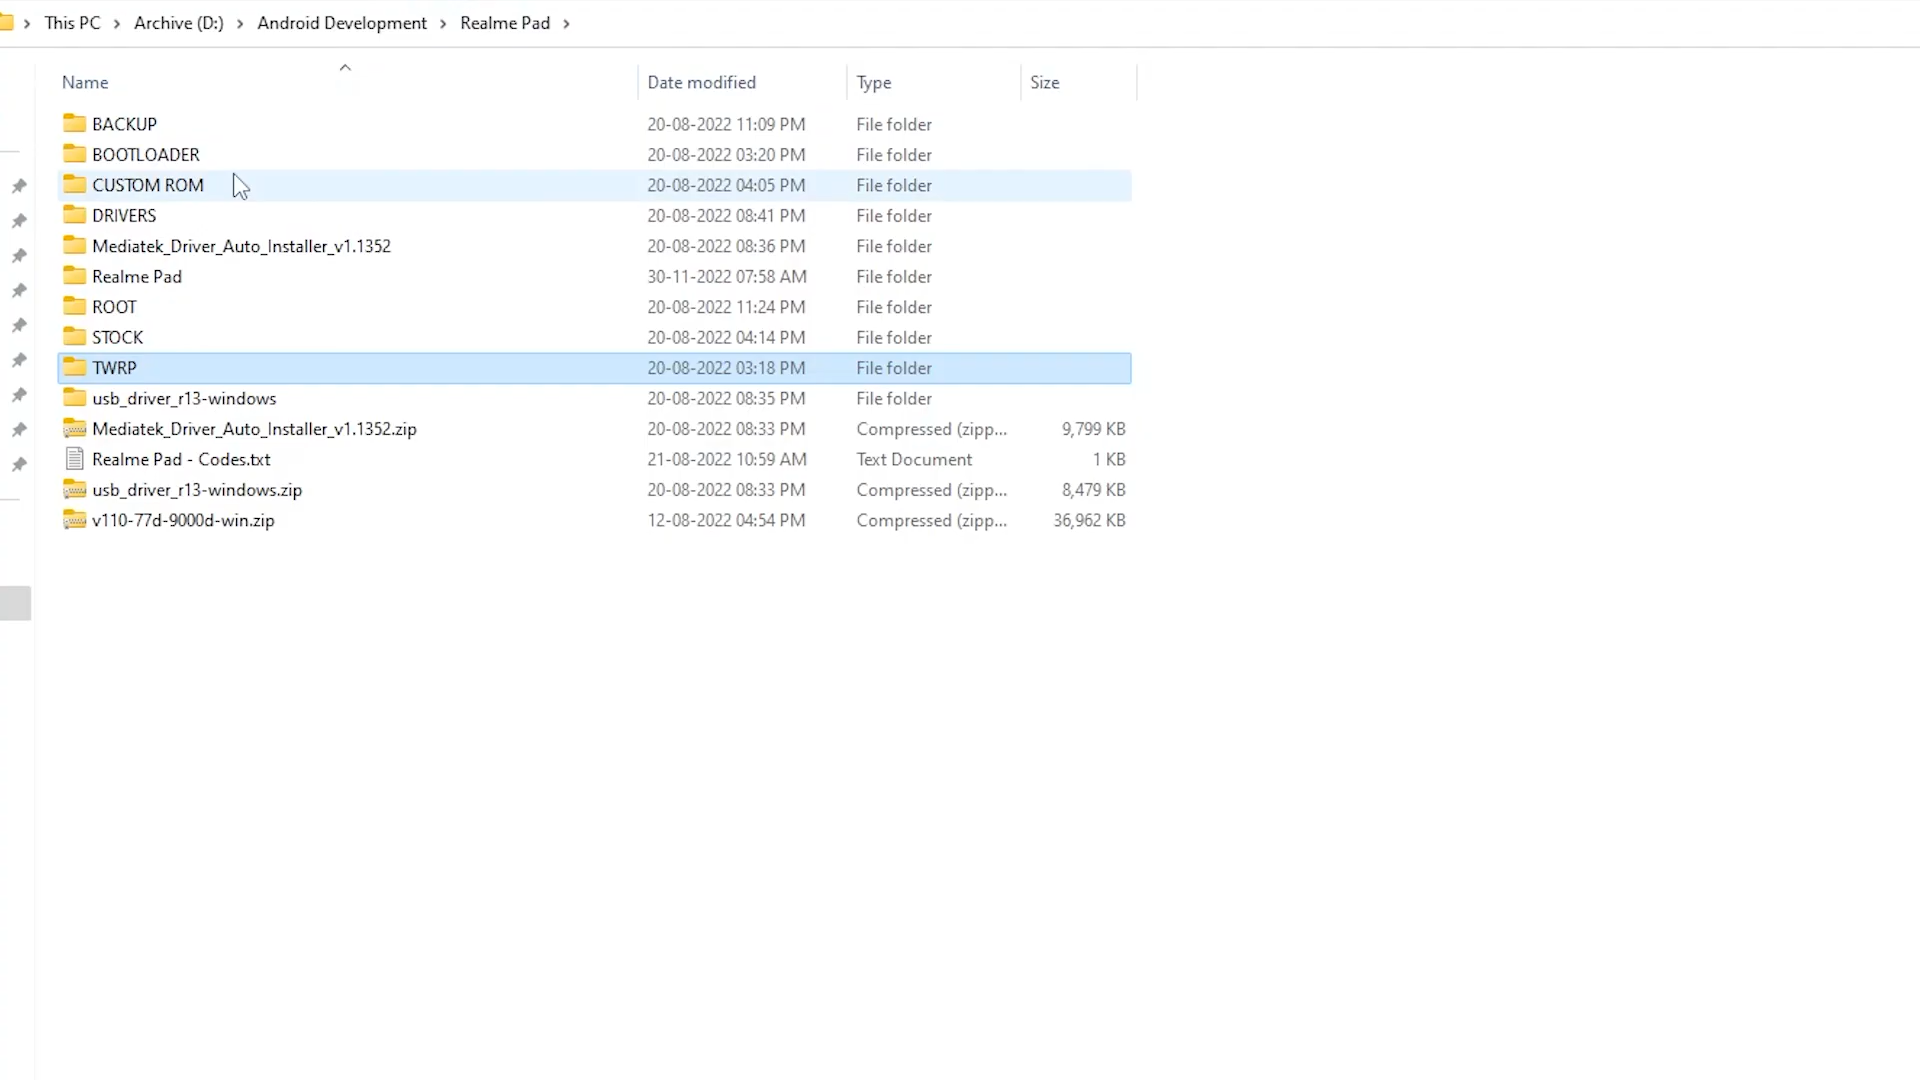 This PC > Archive (D:) > Android Development > Realme Pad >
Name Date modified Type Size
BACKUP 20-08-2022 11:09 PM File folder
BOOTLOADER 20-08-2022 03:20 PM File folder
CUSTOM ROM 20-08-2022 04:05 PM File folder
DRIVERS 20-08-2022 08:41 PM File folder
Mediatek_Driver_Auto_Installer_v1.1352 20-08-2022 08:36 PM File folder
Realme Pad 30-11-2022 07:58 AM File folder
ROOT 20-08-2022 11:24 PM File folder
STOCK 20-08-2022 04:14 PM File folder
TWRP 20-08-2022 03:18 PM File folder
usb_driver_r13-windows 20-08-2022 08:35 PM File folder
Mediatek_Driver_Auto_Installer_v1.1352.zip 20-08-2022 08:33 PM Compressed (zipp... 9,799 KB
Realme Pad - Codes.txt 21-08-2022 10:59 AM Text Document 1 KB
usb_driver_r13-windows.zip 20-08-2022 08:33 PM Compressed (zipp... 8,479 KB
v110-77d-9000d-win.zip 12-08-2022 04:54 PM Compressed (zipp... 36,962 KB